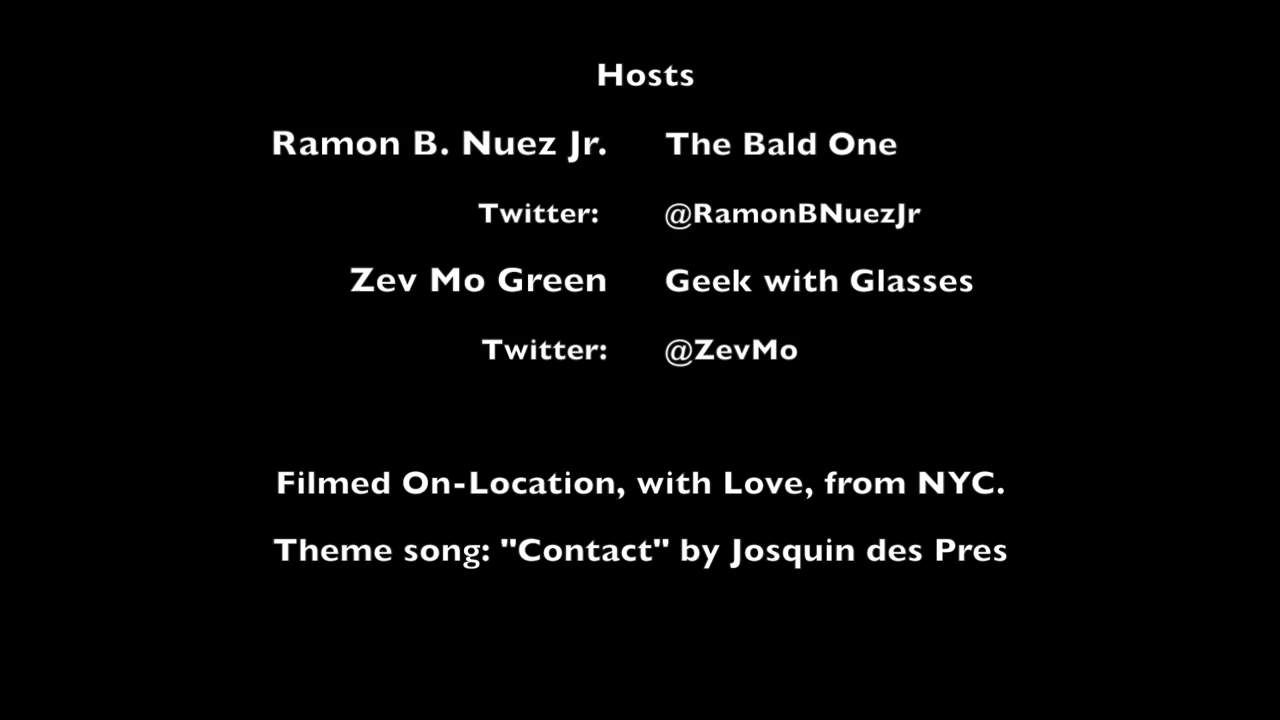 Hosts
Ramon B. Nuez Jr. The Bald One
Twitter: @RamonBNuezJr
Zev Mo Green Geek with Glasses
Twitter: @ZevMo
Filmed On-Location, with Love, from NYC.
Theme song: "Contact" by Josquin des Pres